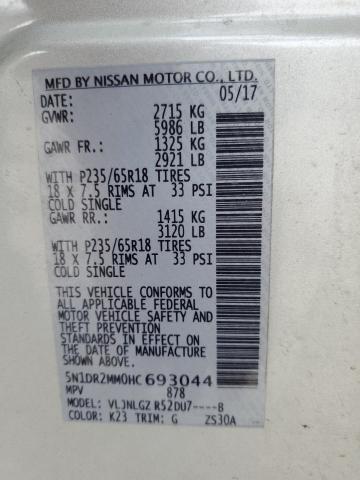 MFD BY NISSAN MOTOR CO., LTD.
DATE: 05/17
GVWR: 2715 KG
5986 LB
GAWR FR.: 1325 KG
2921 LB
WITH P235/65R18 TIRES
18 X 7.5 RIMS AT 33 PSI
COLD SINGLE
GAWR RR.: 1415 KG
3120 LB
WITH P235/65R18 TIRES
18 X 7.5 RIMS AT 33 PSI
COLD SINGLE
THIS VEHICLE CONFORMS TO
ALL APPLICABLE FEDERAL
MOTOR VEHICLE SAFETY AND
THEFT PREVENTION
STANDARDS IN EFFECT ON
THE DATE OF MANUFACTURE
SHOWN ABOVE.
5N1DR2MM0HC693044
MPV 878
MODEL: VLJNLGZ R52DU7----B
COLOR: K23 TRIM: G ZS30A